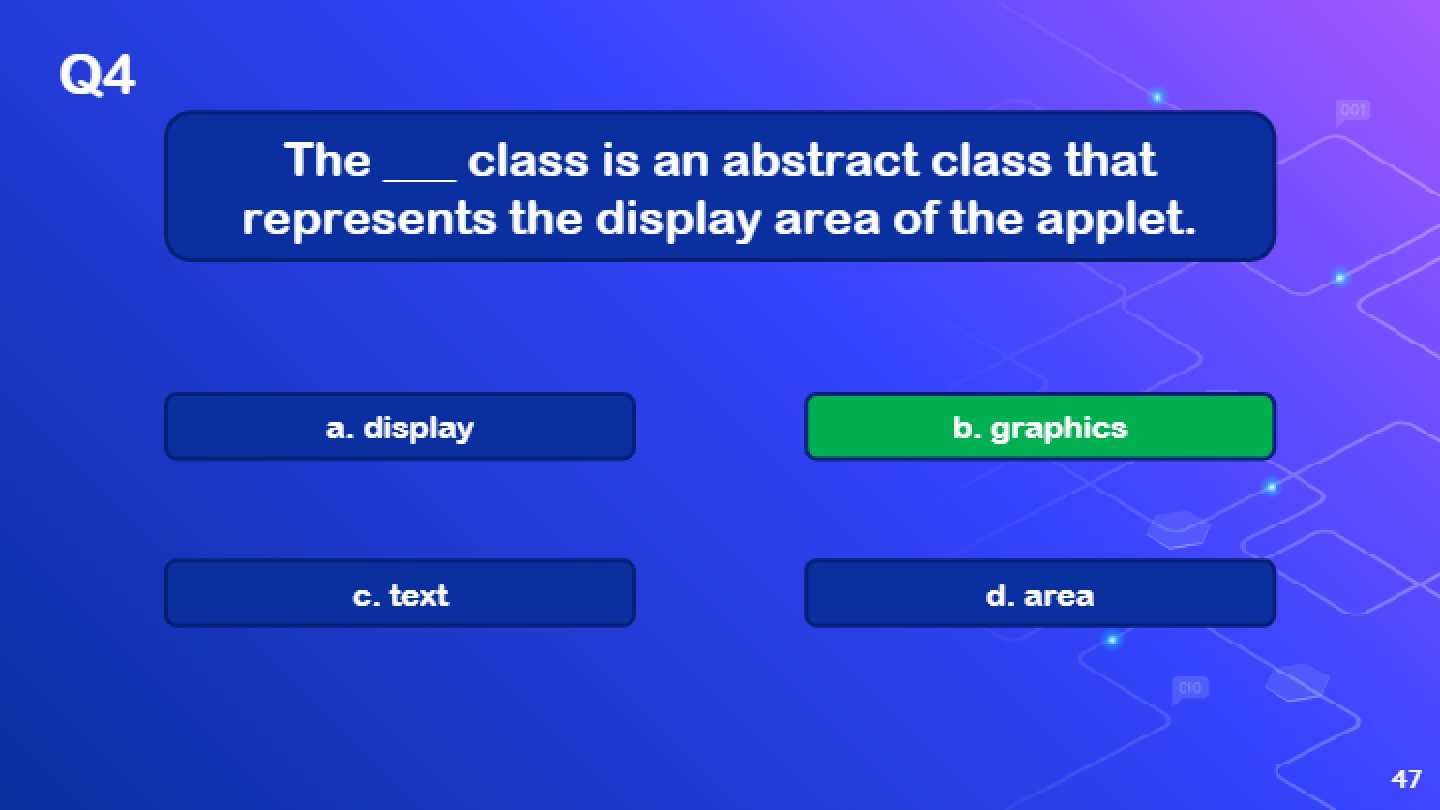 Q4
The ___ class is an abstract class that
represents the display area of the applet.
a. display
b. graphics
c. text
d. area
001
010
47